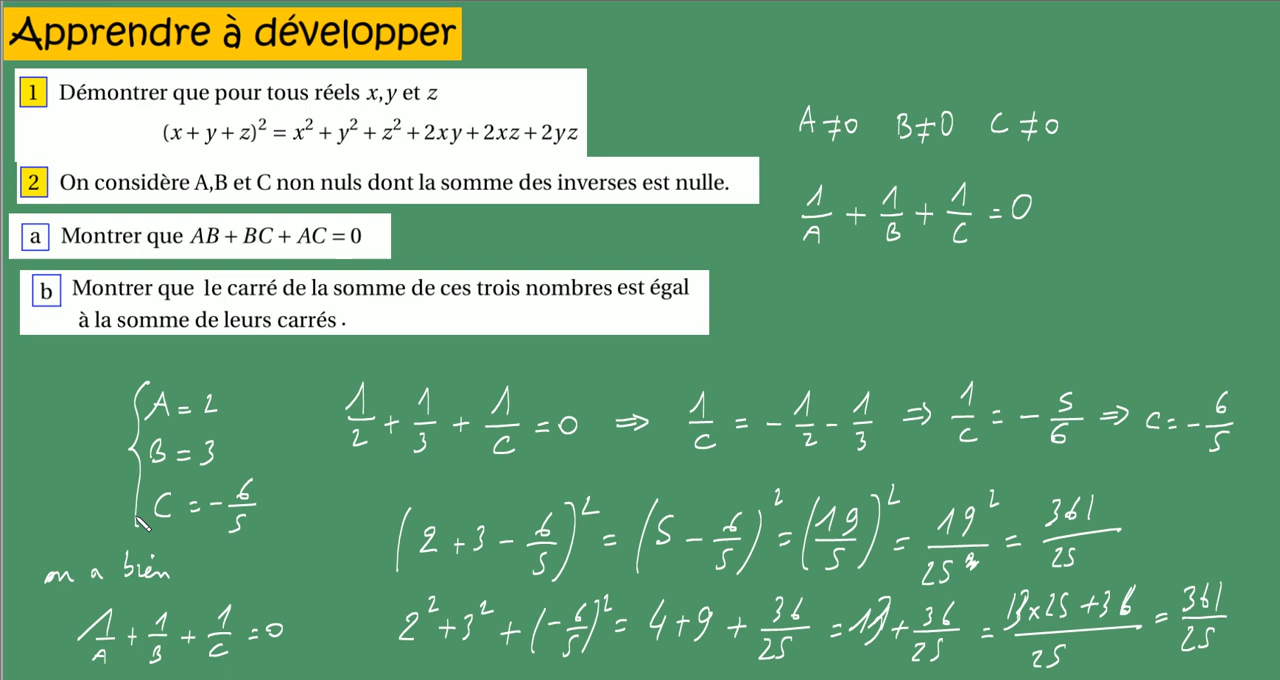 Apprendre à développer
1 Démontrer que pour tous réels x, y et z
(x + y + z)² = x² + y² + z² + 2xy + 2xz + 2yz
A ≠ 0 B ≠ 0 C ≠ 0
2 On considère A,B et C non nuls dont la somme des inverses est nulle.
1/A + 1/B + 1/C = 0
a Montrer que AB + BC + AC = 0
b Montrer que le carré de la somme de ces trois nombres est égal
à la somme de leurs carrés .
A = 2
B = 3
C = -6/5
1/2 + 1/3 + 1/C = 0 ⇒ 1/C = -1/2 - 1/3 ⇒ 1/C = -5/6 ⇒ C = -6/5
(2 + 3 - 6/5)² = (5 - 6/5)² = (19/5)² = 19²/25 = 361/25
on a bien
1/A + 1/B + 1/C = 0
2² + 3² + (-6/5)² = 4 + 9 + 36/25 = 13 + 36/25 = (13x25 + 36)/25 = 361/25